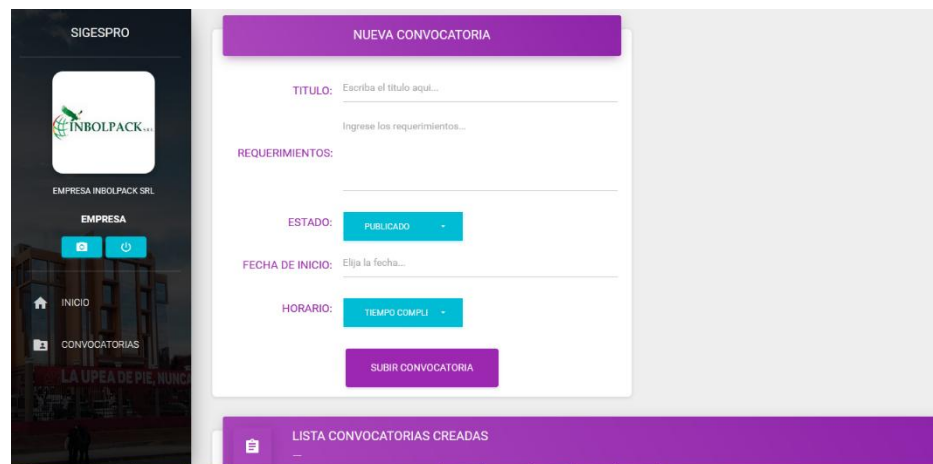 SIGESPRO
INBOLPACK S.R.L.
EMPRESA INBOLPACK SRL
EMPRESA
INICIO
CONVOCATORIAS
LA UPEA DE PIE, NUNCA
NUEVA CONVOCATORIA
TITULO: Escriba el titulo aqui...
Ingrese los requerimientos...
REQUERIMIENTOS:
ESTADO: PUBLICADO
FECHA DE INICIO: Elija la fecha...
HORARIO: TIEMPO COMPLI
SUBIR CONVOCATORIA
LISTA CONVOCATORIAS CREADAS